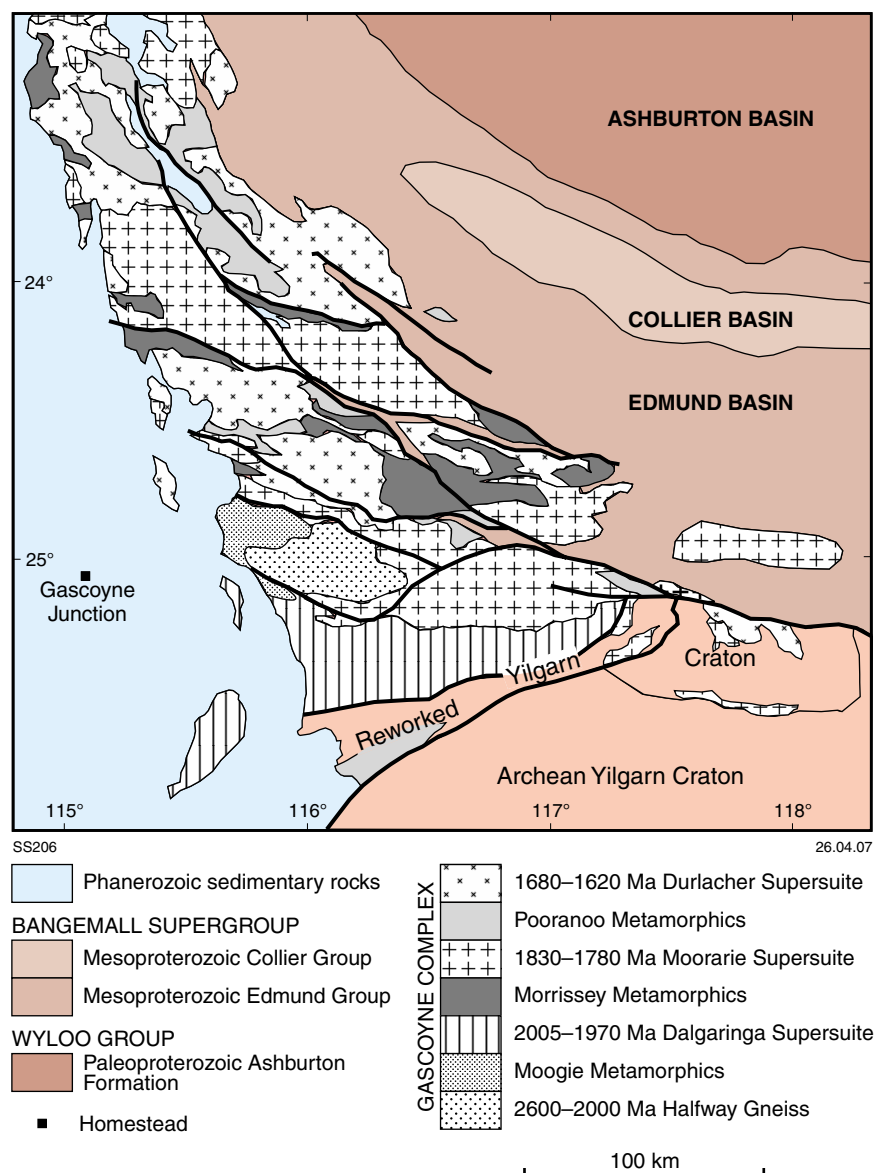 ASHBURTON BASIN
24°
COLLIER BASIN
EDMUND BASIN
25°
Gascoyne
Junction
Yilgarn
Craton
Reworked
Archean Yilgarn Craton
115°
116°
117°
118°
SS206
26.04.07
Phanerozoic sedimentary rocks
BANGEMALL SUPERGROUP
Mesoproterozoic Collier Group
Mesoproterozoic Edmund Group
WYLOO GROUP
Paleoproterozoic Ashburton
Formation
Homestead
GASCOYNE COMPLEX
1680–1620 Ma Durlacher Supersuite
Pooranoo Metamorphics
1830–1780 Ma Moorarie Supersuite
Morrissey Metamorphics
2005–1970 Ma Dalgaringa Supersuite
Moogie Metamorphics
2600–2000 Ma Halfway Gneiss
100 km